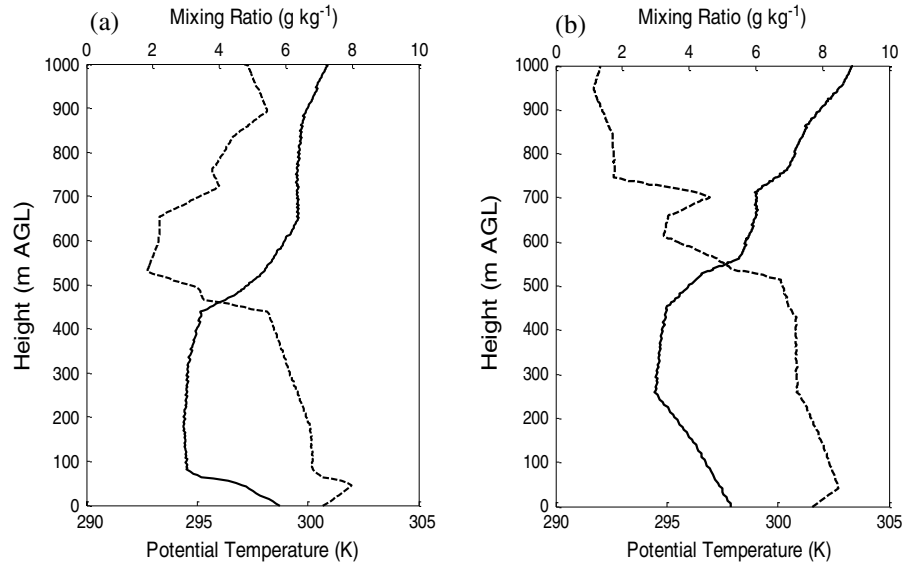 (a)
Mixing Ratio (g kg⁻¹)
0 2 4 6 8 10
1000
900
800
700
600
500
400
300
200
100
0
Height (m AGL)
290 295 300 305
Potential Temperature (K)
(b)
Mixing Ratio (g kg⁻¹)
0 2 4 6 8 10
1000
900
800
700
600
500
400
300
200
100
0
Height (m AGL)
290 295 300 305
Potential Temperature (K)